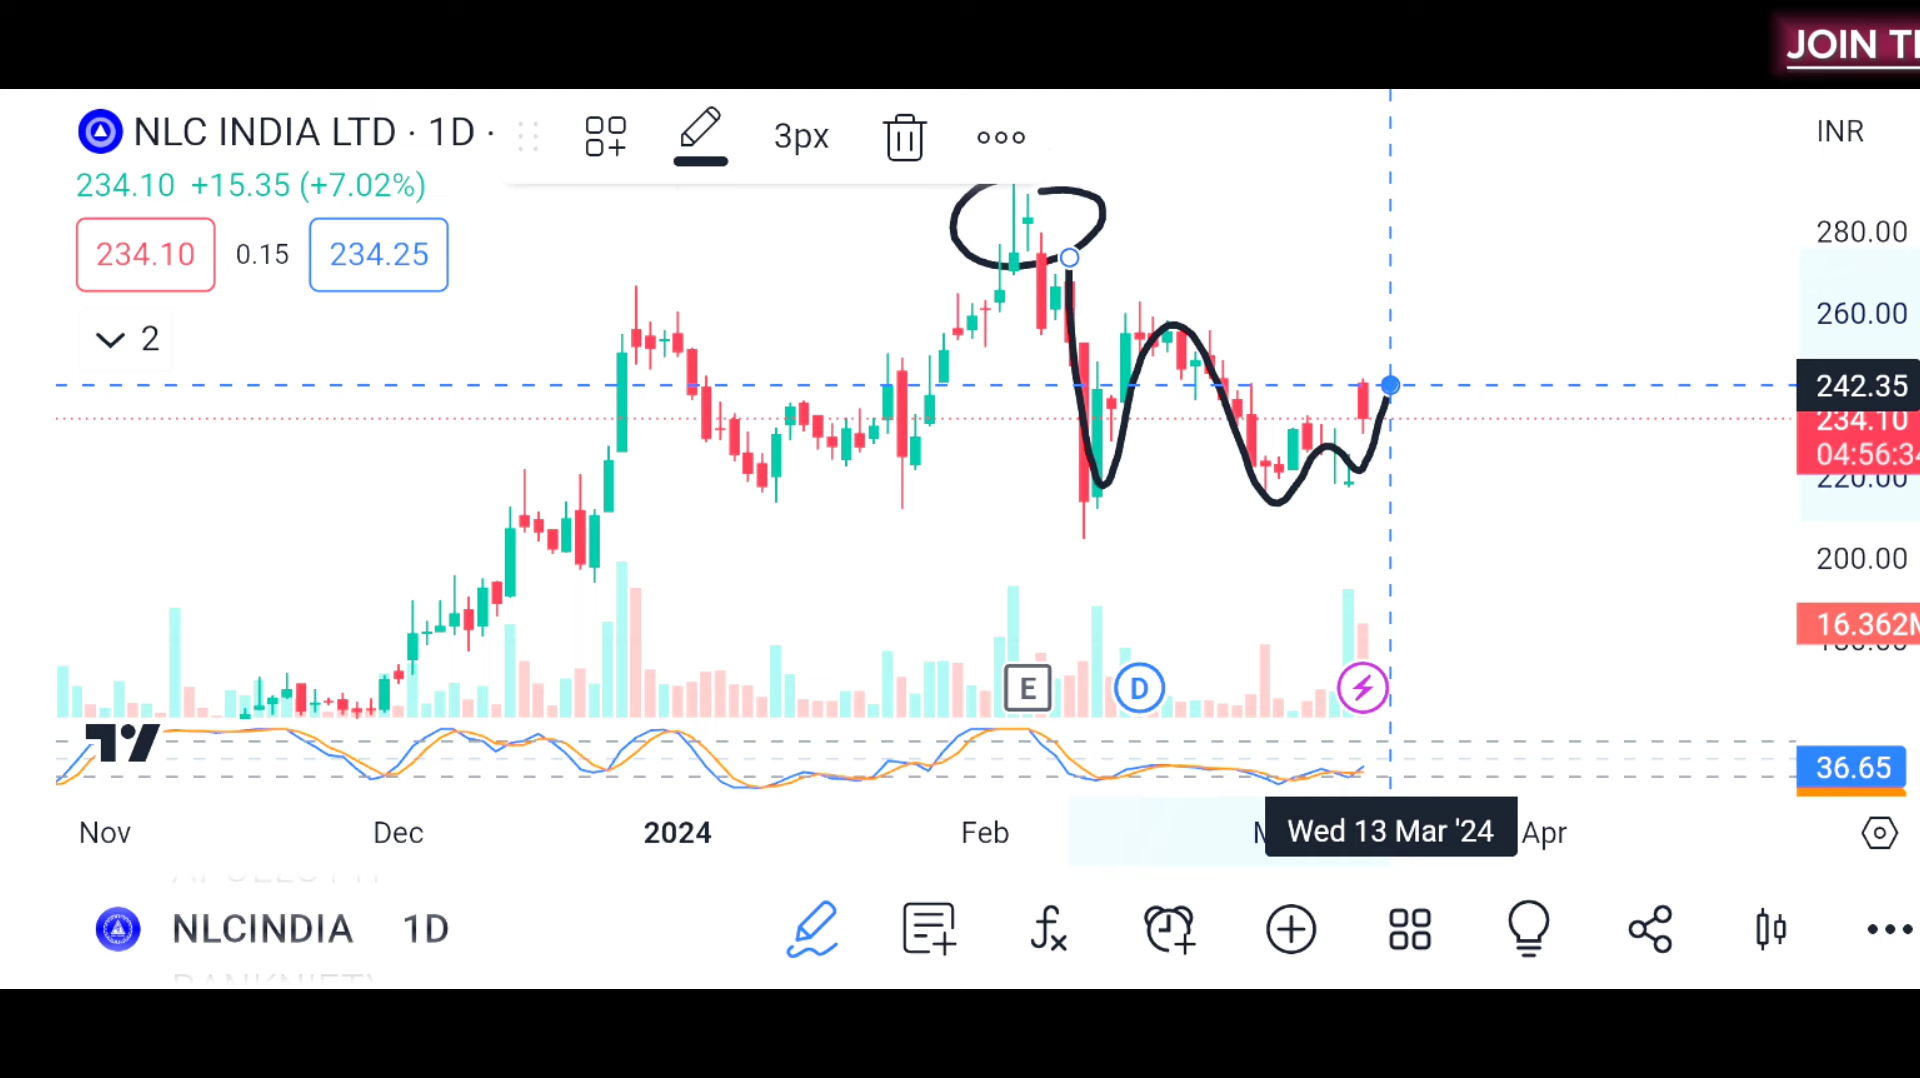 JOIN
NLC INDIA LTD · 1D ·
3px
INR
234.10 +15.35 (+7.02%)
234.10 0.15 234.25
2
280.00
260.00
242.35
234.10
04:56:34
220.00
200.00
16.362M
E D
36.65
Nov Dec 2024 Feb Wed 13 Mar '24 Apr
NLCINDIA 1D